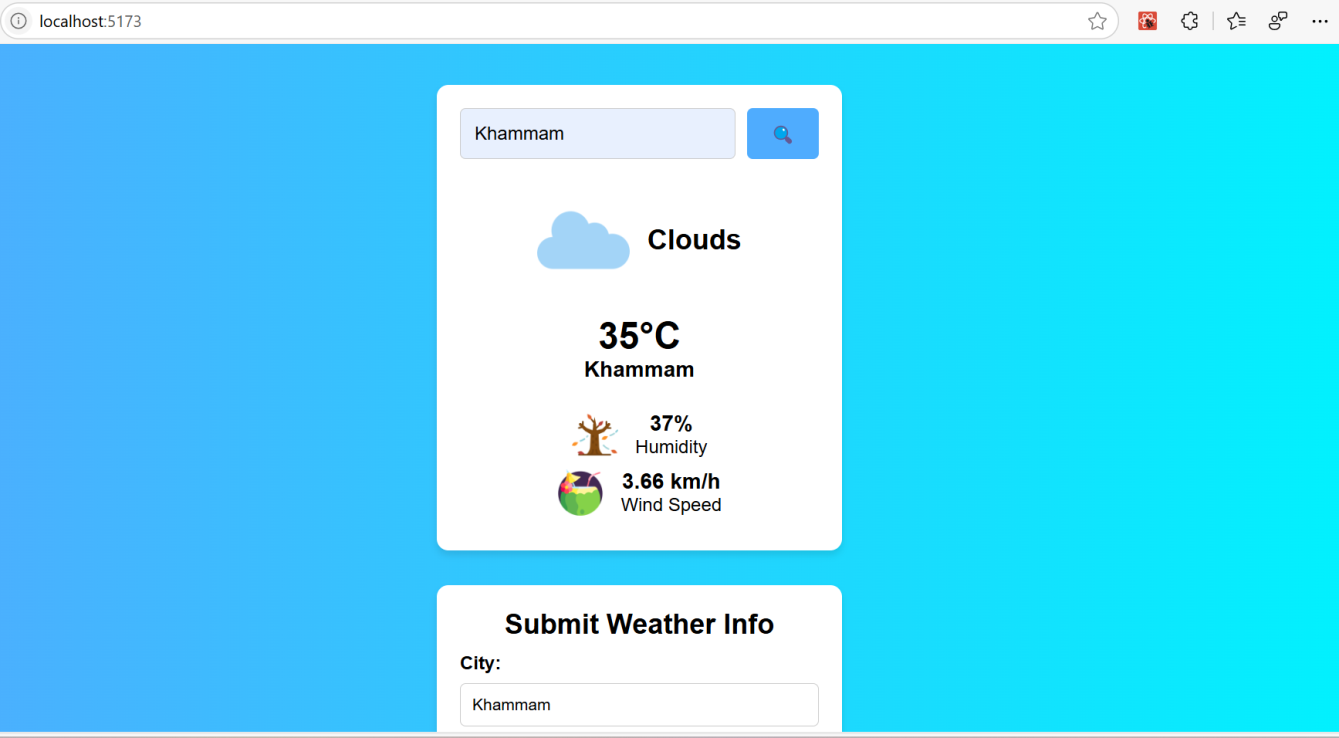 localhost:5173
Khammam
Clouds
35°C
Khammam
37%
Humidity
3.66 km/h
Wind Speed
Submit Weather Info
City:
Khammam